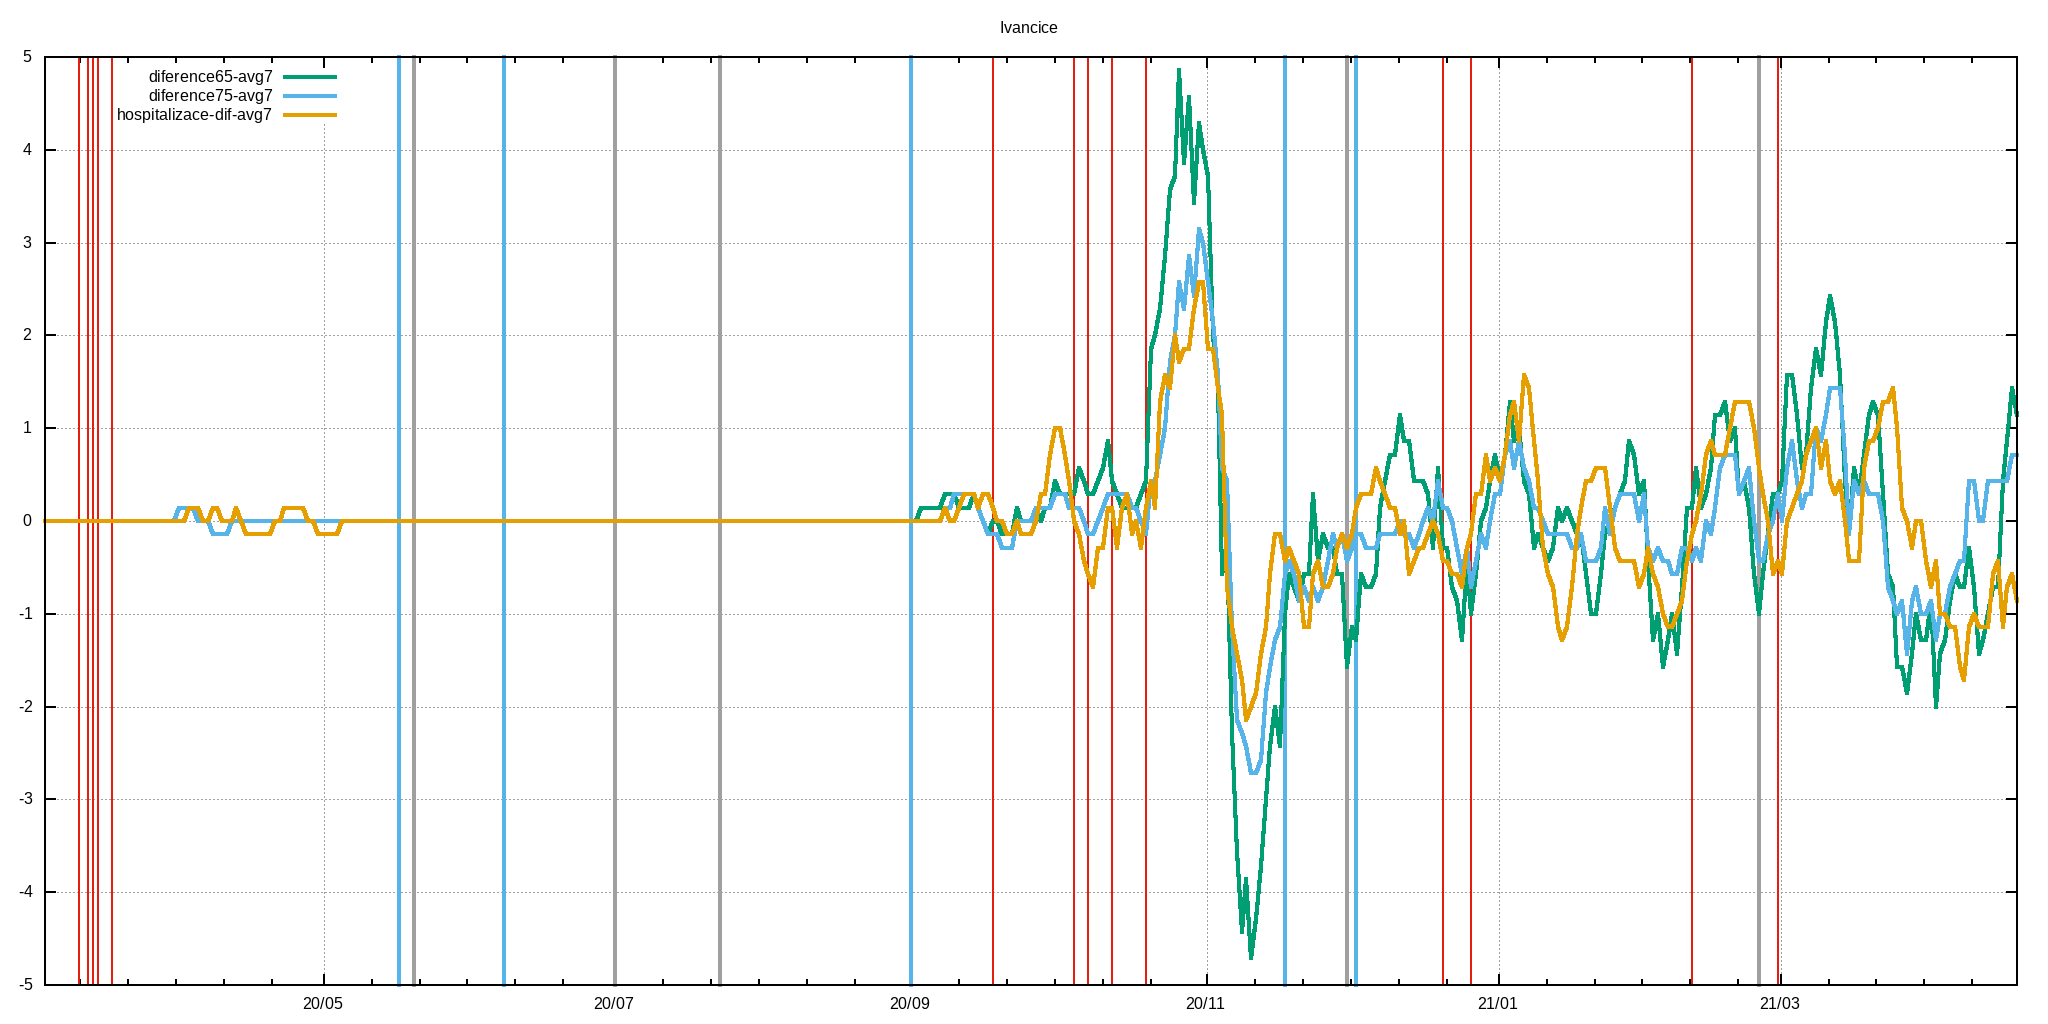 Ivancice
diference65-avg7
diference75-avg7
hospitalizace-dif-avg7
5
4
3
2
1
0
-1
-2
-3
-4
-5
20/05 20/07 20/09 20/11 21/01 21/03